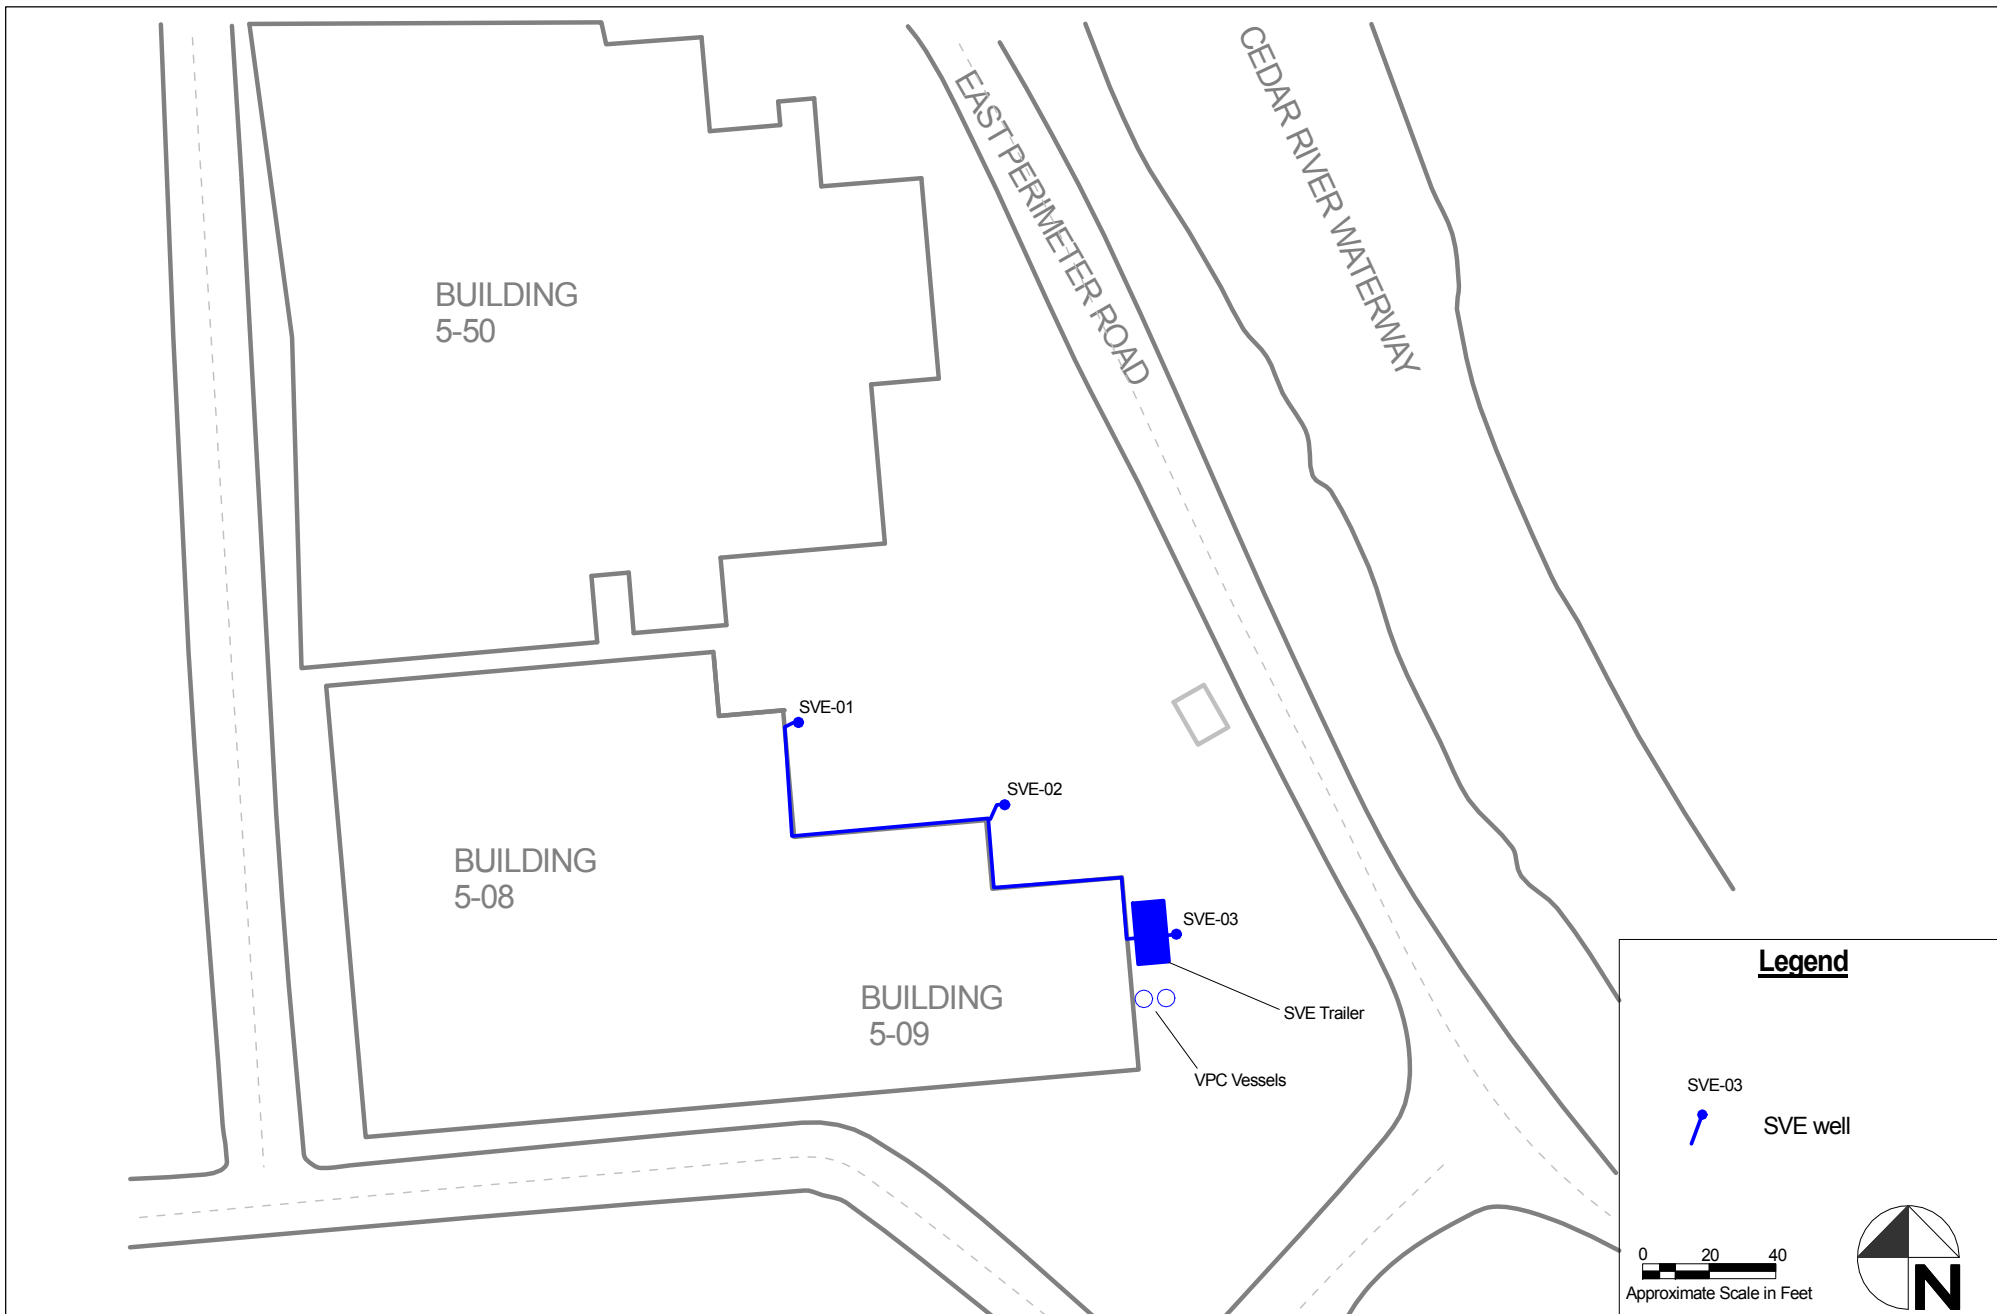 CEDAR RIVER WATERWAY
EAST PERIMETER ROAD
BUILDING
5-50
SVE-01
SVE-02
BUILDING
5-08
SVE-03
BUILDING
5-09
SVE Trailer
VPC Vessels
Legend
SVE-03
SVE well
0 20 40
Approximate Scale in Feet
N